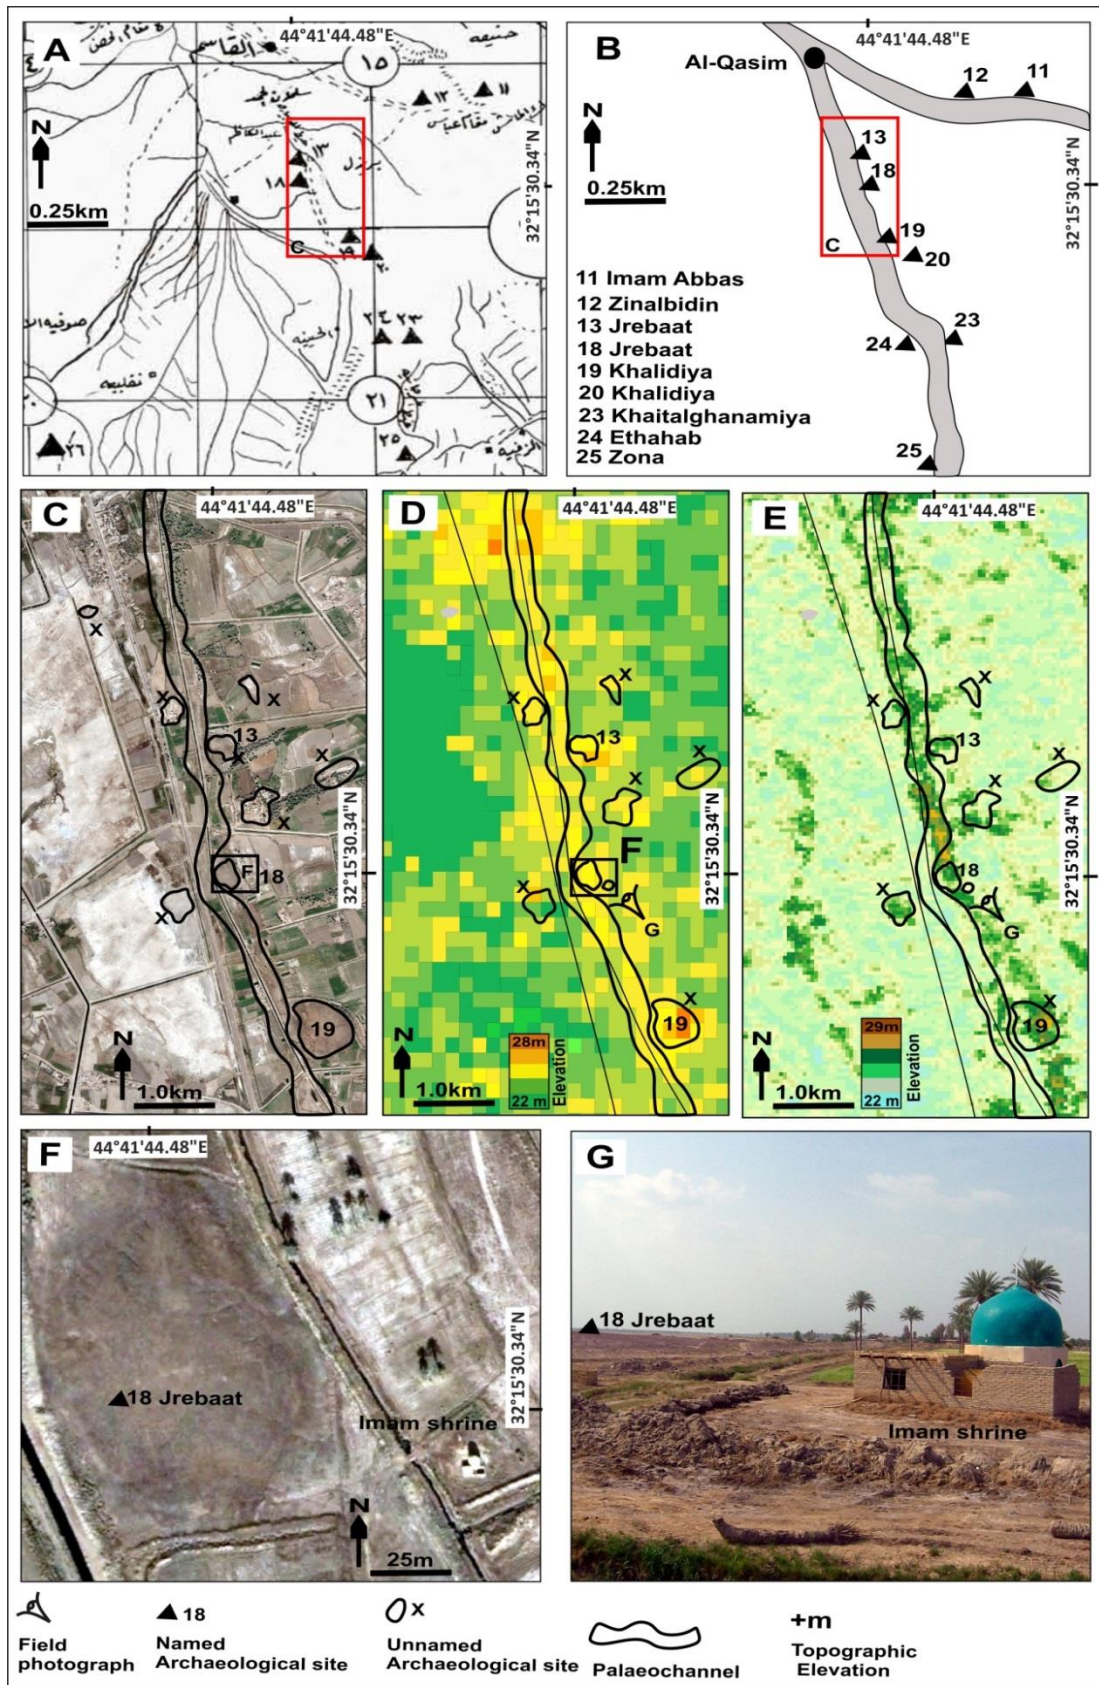 A
44°41'44.48"E
القاسم
حنيفه
١٥
١١
١٢
١٣
١٨
برزل
مقام عباس
N
0.25km
C
١٩
٢٠
٢٤ ٢٣
٢١
٢٥
٢٦
32°15'30.34"N
B
44°41'44.48"E
Al-Qasim
12
11
13
18
19
20
23
24
25
C
N
0.25km
32°15'30.34"N
11 Imam Abbas
12 Zinalbidin
13 Jrebaat
18 Jrebaat
19 Khalidiya
20 Khalidiya
23 Khaitalghanamiya
24 Ethahab
25 Zona
C
44°41'44.48"E
x
x
x
13
x
x
x
F
18
x
19
32°15'30.34"N
N
1.0km
D
44°41'44.48"E
x
x
13
x
x
F
x
G
x
19
32°15'30.34"N
N
1.0km
28m
22 m
Elevation
E
44°41'44.48"E
x
x
13
x
x
18
x
G
x
19
32°15'30.34"N
N
1.0km
29m
22 m
Elevation
F
44°41'44.48"E
18 Jrebaat
Imam shrine
32°15'30.34"N
N
25m
G
18 Jrebaat
Imam shrine
Field
photograph
18
Named
Archaeological site
x
Unnamed
Archaeological site
Palaeochannel
+m
Topographic
Elevation